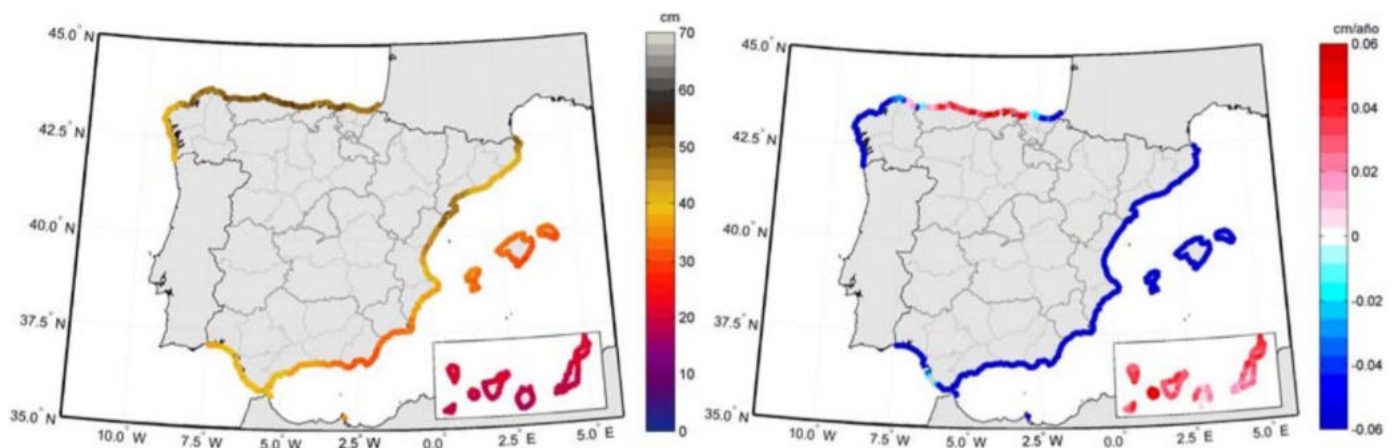 cm
45.0° N
42.5° N
40.0° N
37.5° N
35.0° N
10.0° W
7.5° W
5.0° W
2.5° W
0.0°
2.5° E
5.0° E
70
60
50
40
30
20
10
0
cm/año
45.0° N
42.5° N
40.0° N
37.5° N
35.0° N
10.0° W
7.5° W
5.0° W
2.5° W
0.0°
2.5° E
5.0° E
0.06
0.04
0.02
0
-0.02
-0.04
-0.06